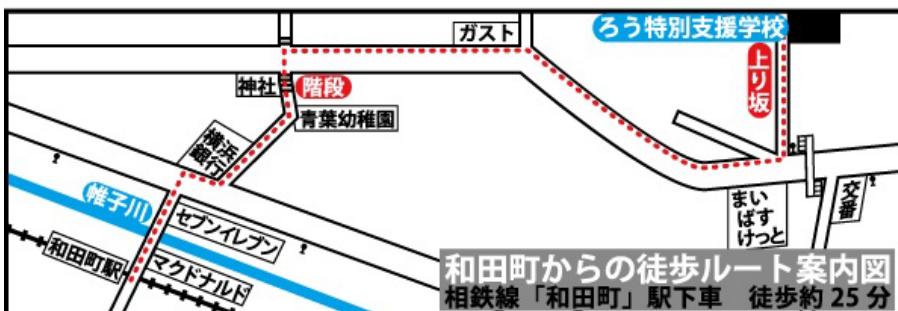 ガスト
ろう特別支援学校
神社
階段
上り坂
青葉幼稚園
横浜
銀行
帷子川
セブンイレブン
まい
ばす
けっと
交番
和田町駅
マクドナルド
和田町からの徒歩ルート案内図
相鉄線「和田町」駅下車　徒歩約 25 分